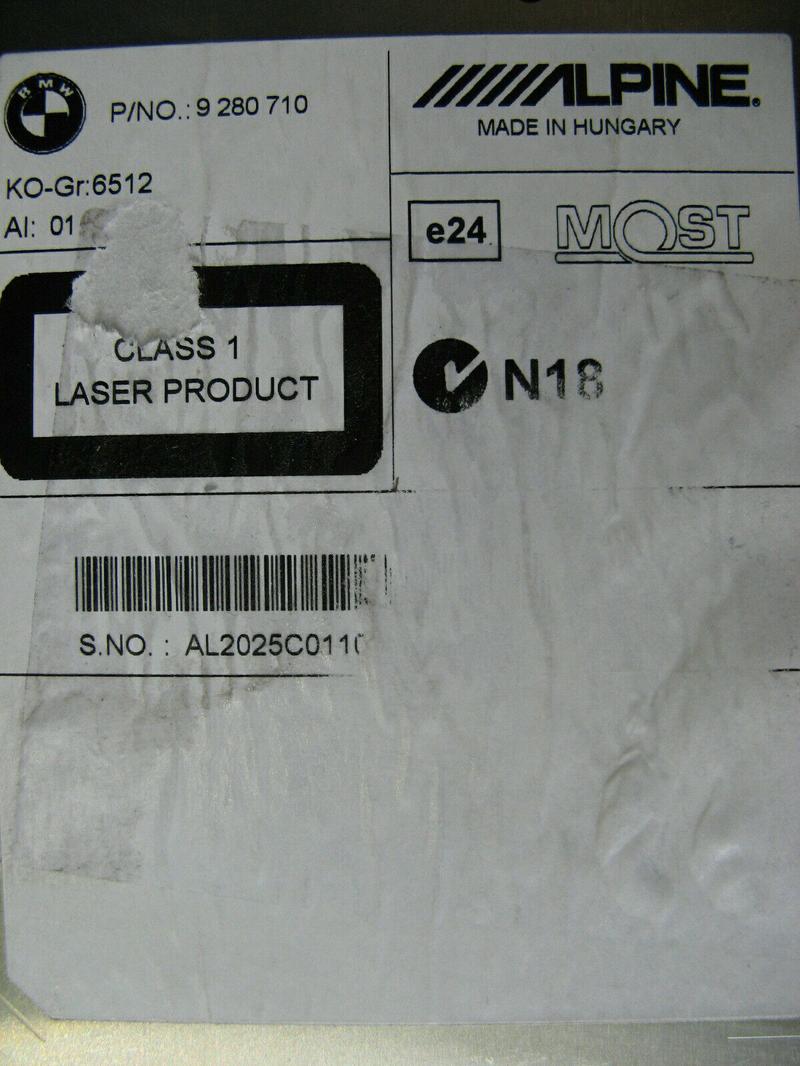 BMW
P/NO.: 9 280 710
KO-Gr:6512
AI: 01
ALPINE®
MADE IN HUNGARY
e24
MOST
CLASS 1
LASER PRODUCT
N18
S.NO. : AL2025C011